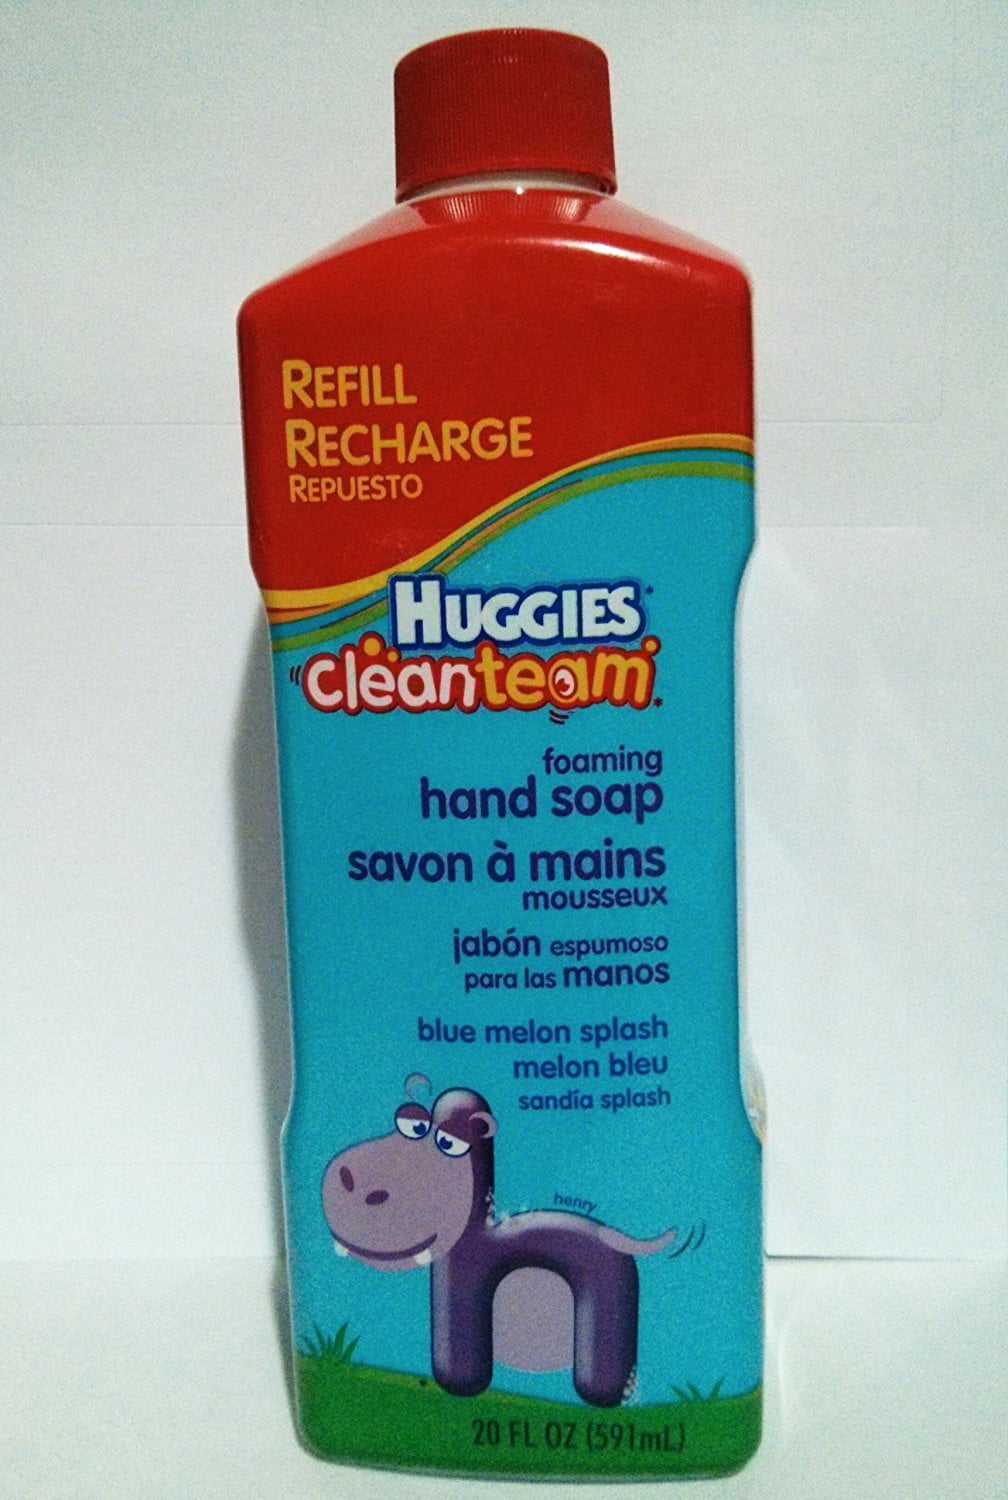 REFILL
RECHARGE
REPUESTO
HUGGIES*
cleanteam*
foaming
hand soap
savon à mains
mousseux
jabón espumoso
para las manos
blue melon splash
melon bleu
sandía splash
henry
20 FL OZ (591mL)